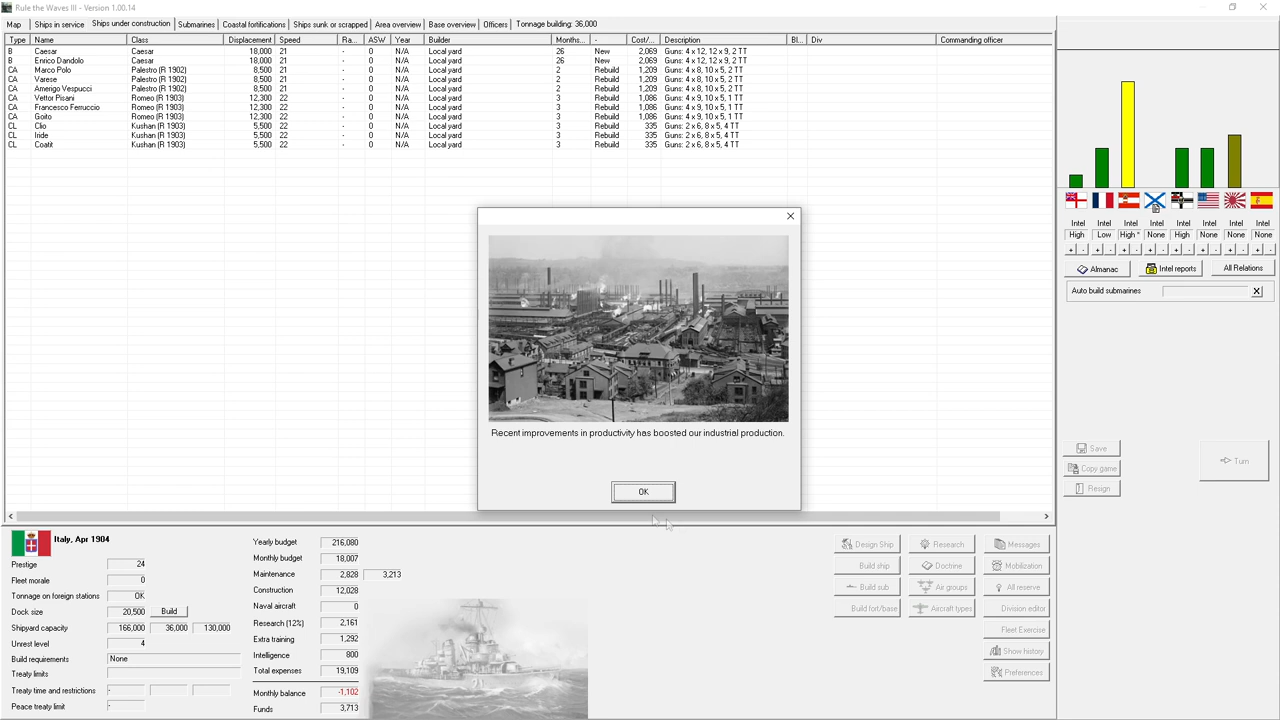 Rule the Waves III - Version 1.00.14
Map Ships in service Ships under construction Submarines Coastal fortifications Ships sunk or scrapped Area overview Base overview Officers Tonnage building: 36,000
Type Name Class Displacement Speed Ra... ASW Year Builder Months... - Cost/... Description Bl... Div Commanding officer
B Caesar Caesar 18,000 21 - 0 N/A Local yard 26 New 2,069 Guns: 4 x 12, 12 x 9, 2 TT
B Enrico Dandolo Caesar 18,000 21 - 0 N/A Local yard 26 New 2,069 Guns: 4 x 12, 12 x 9, 2 TT
CA Marco Polo Palestro (R 1902) 8,500 21 - 0 N/A Local yard 2 Rebuild 1,209 Guns: 4 x 8, 10 x 5, 2 TT
CA Varese Palestro (R 1902) 8,500 21 - 0 N/A Local yard 2 Rebuild 1,209 Guns: 4 x 8, 10 x 5, 2 TT
CA Amerigo Vespucci Palestro (R 1902) 8,500 21 - 0 N/A Local yard 2 Rebuild 1,209 Guns: 4 x 8, 10 x 5, 2 TT
CA Vettor Pisani Romeo (R 1903) 12,300 22 - 0 N/A Local yard 3 Rebuild 1,086 Guns: 4 x 9, 10 x 5, 1 TT
CA Francesco Ferruccio Romeo (R 1903) 12,300 22 - 0 N/A Local yard 3 Rebuild 1,086 Guns: 4 x 9, 10 x 5, 1 TT
CA Goito Romeo (R 1903) 12,300 22 - 0 N/A Local yard 3 Rebuild 1,086 Guns: 4 x 9, 10 x 5, 1 TT
CL Clio Kushan (R 1903) 5,500 22 - 0 N/A Local yard 3 Rebuild 335 Guns: 2 x 6, 8 x 5, 4 TT
CL Iride Kushan (R 1903) 5,500 22 - 0 N/A Local yard 3 Rebuild 335 Guns: 2 x 6, 8 x 5, 4 TT
CL Coatit Kushan (R 1903) 5,500 22 - 0 N/A Local yard 3 Rebuild 335 Guns: 2 x 6, 8 x 5, 4 TT
Recent improvements in productivity has boosted our industrial production.
OK
Intel Intel Intel Intel Intel Intel Intel Intel
High Low High * None High None None None
+ - + - + - + - + - + - + - + -
Almanac Intel reports All Relations
Auto build submarines
Save
Copy game
Resign
Turn
Italy, Apr 1904
Prestige 24
Fleet morale 0
Tonnage on foreign stations OK
Dock size 20,500 Build
Shipyard capacity 166,000 36,000 130,000
Unrest level 4
Build requirements None
Treaty limits
Treaty time and restrictions -
Peace treaty limit -
Yearly budget 216,080
Monthly budget 18,007
Maintenance 2,828 3,213
Construction 12,028
Naval aircraft 0
Research (12%) 2,161
Extra training 1,292
Intelligence 800
Total expenses 19,109
Monthly balance -1,102
Funds 3,713
Design Ship Research Messages
Build ship Doctrine Mobilization
Build sub Air groups All reserve
Build fort/base Aircraft types Division editor
Fleet Exercise
Show history
Preferences